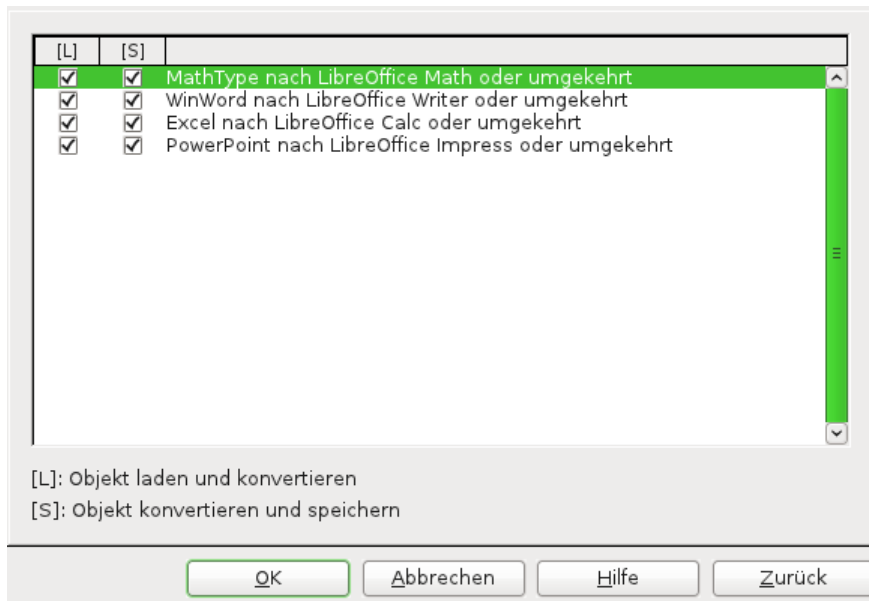 [L] [S]
MathType nach LibreOffice Math oder umgekehrt
WinWord nach LibreOffice Writer oder umgekehrt
Excel nach LibreOffice Calc oder umgekehrt
PowerPoint nach LibreOffice Impress oder umgekehrt
[L]: Objekt laden und konvertieren
[S]: Objekt konvertieren und speichern
OK Abbrechen Hilfe Zurück